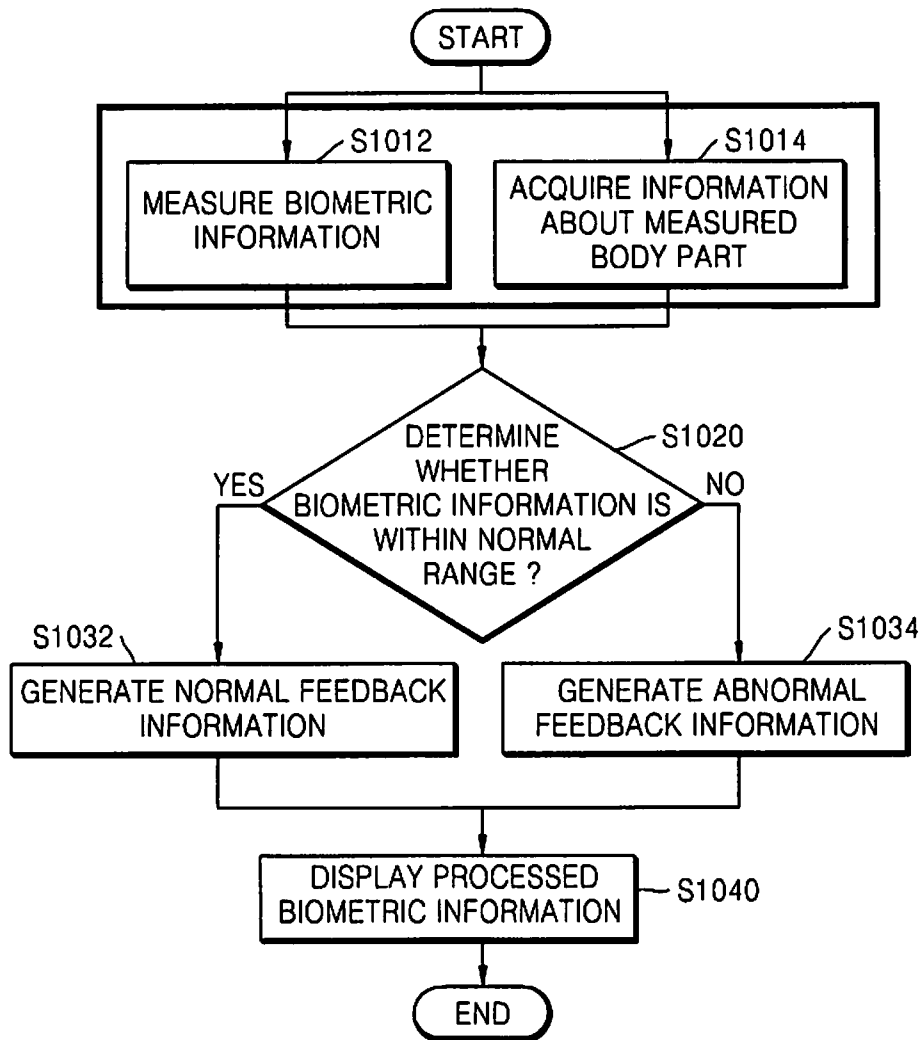 START
S1012
MEASURE BIOMETRIC
INFORMATION
S1014
ACQUIRE INFORMATION
ABOUT MEASURED
BODY PART
S1020
DETERMINE
WHETHER
BIOMETRIC INFORMATION IS
WITHIN NORMAL
RANGE ?
YES
NO
S1032
GENERATE NORMAL FEEDBACK
INFORMATION
S1034
GENERATE ABNORMAL
FEEDBACK INFORMATION
DISPLAY PROCESSED
BIOMETRIC INFORMATION
S1040
END